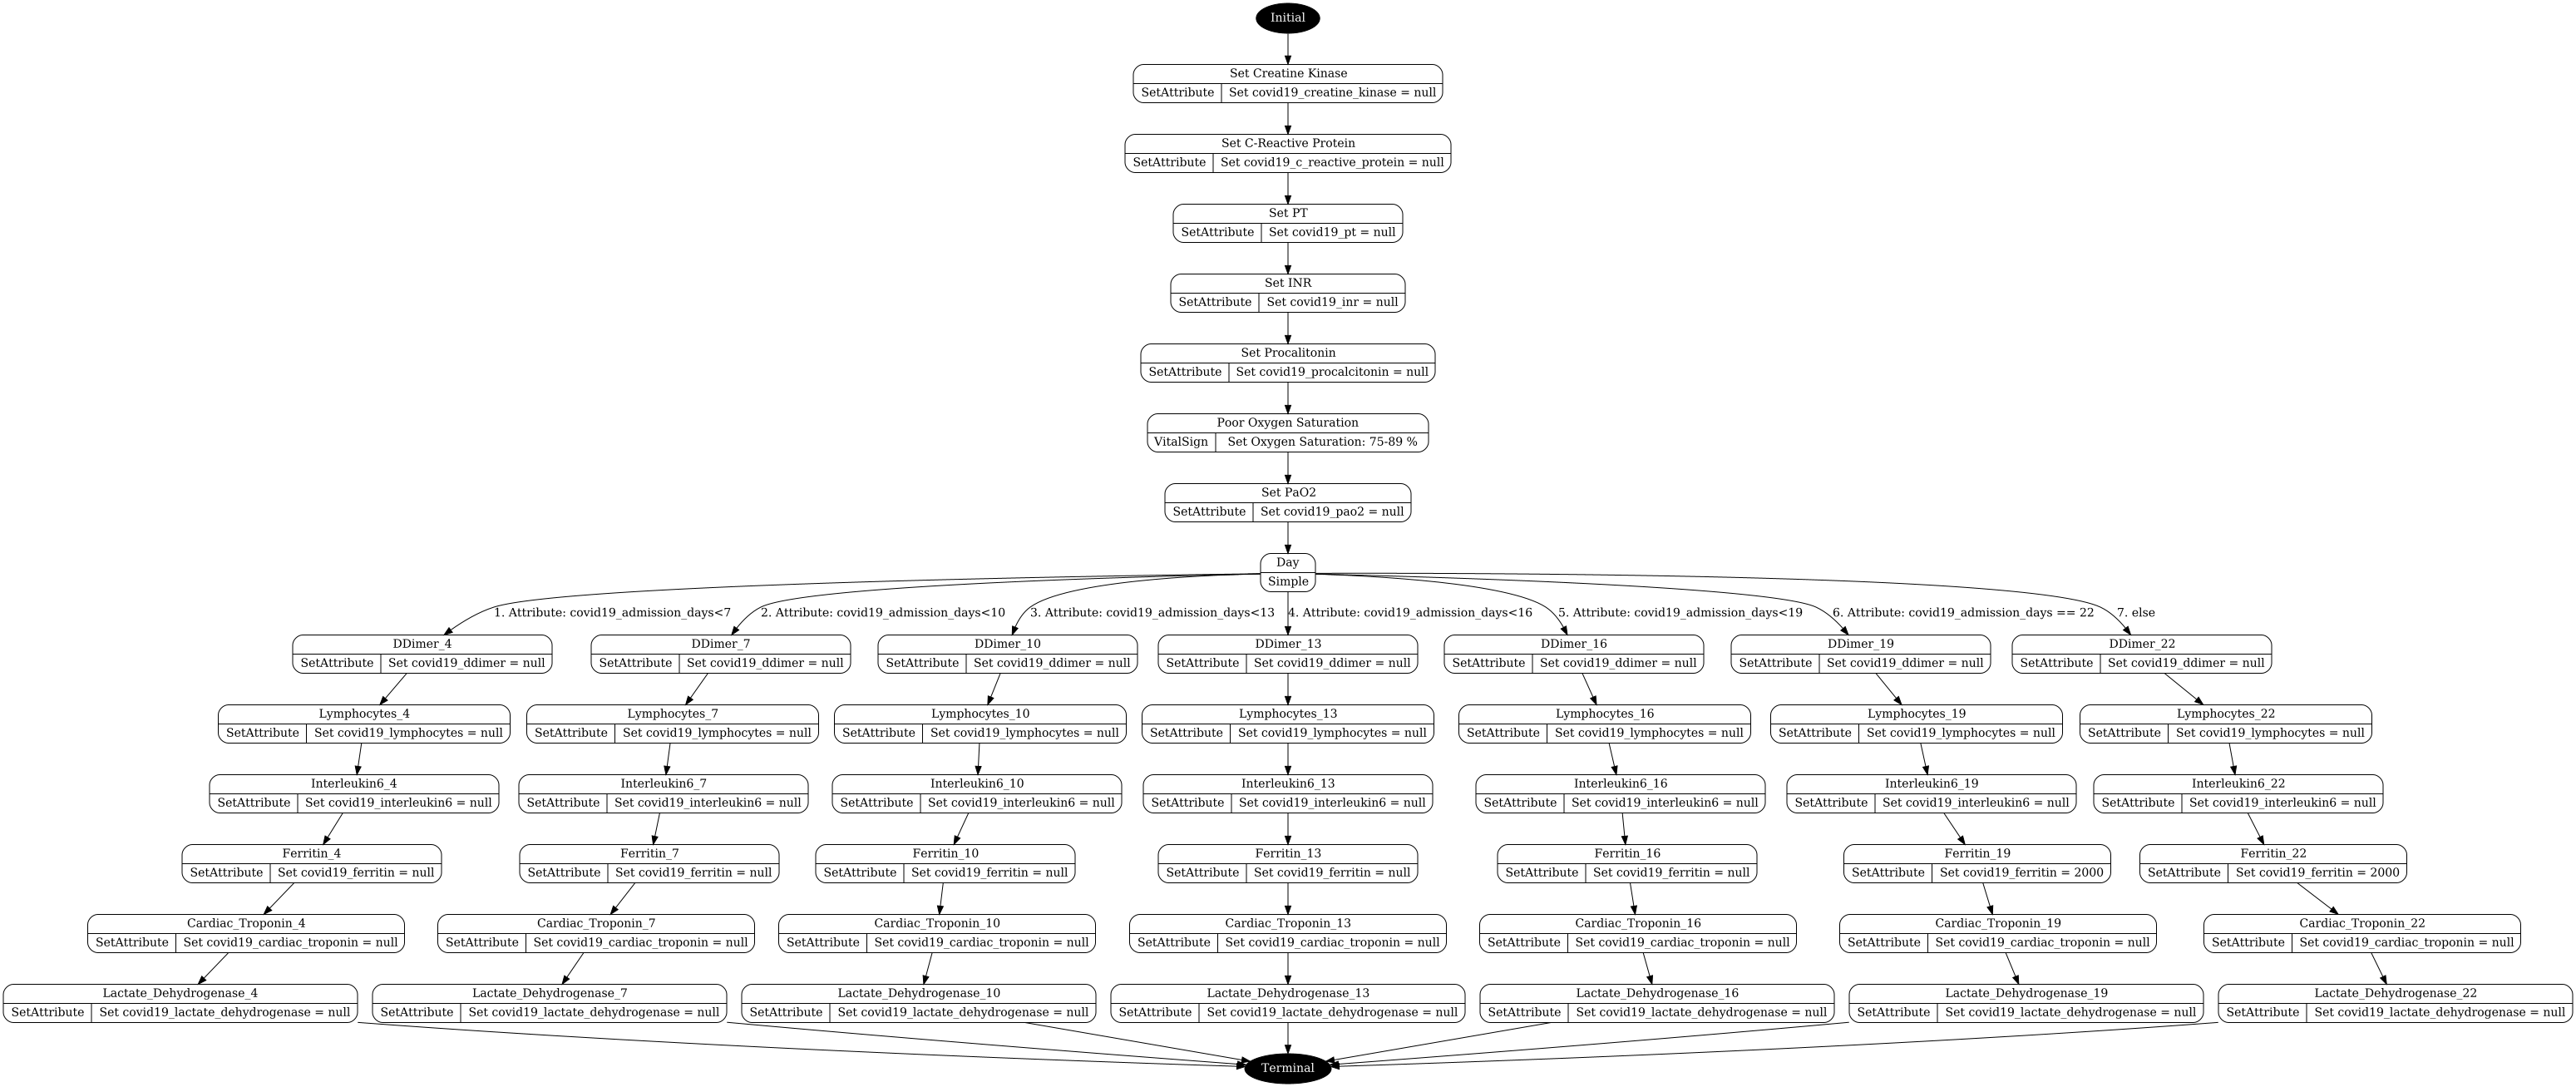 Initial
Set Creatine Kinase
SetAttribute Set covid19_creatine_kinase = null
Set C-Reactive Protein
SetAttribute Set covid19_c_reactive_protein = null
Set PT
SetAttribute Set covid19_pt = null
Set INR
SetAttribute Set covid19_inr = null
Set Procalitonin
SetAttribute Set covid19_procalcitonin = null
Poor Oxygen Saturation
VitalSign Set Oxygen Saturation: 75-89 %
Set PaO2
SetAttribute Set covid19_pao2 = null
Day
Simple
1. Attribute: covid19_admission_days<7
2. Attribute: covid19_admission_days<10
3. Attribute: covid19_admission_days<13
4. Attribute: covid19_admission_days<16
5. Attribute: covid19_admission_days<19
6. Attribute: covid19_admission_days == 22
7. else
DDimer_4
SetAttribute Set covid19_ddimer = null
DDimer_7
SetAttribute Set covid19_ddimer = null
DDimer_10
SetAttribute Set covid19_ddimer = null
DDimer_13
SetAttribute Set covid19_ddimer = null
DDimer_16
SetAttribute Set covid19_ddimer = null
DDimer_19
SetAttribute Set covid19_ddimer = null
DDimer_22
SetAttribute Set covid19_ddimer = null
Lymphocytes_4
SetAttribute Set covid19_lymphocytes = null
Lymphocytes_7
SetAttribute Set covid19_lymphocytes = null
Lymphocytes_10
SetAttribute Set covid19_lymphocytes = null
Lymphocytes_13
SetAttribute Set covid19_lymphocytes = null
Lymphocytes_16
SetAttribute Set covid19_lymphocytes = null
Lymphocytes_19
SetAttribute Set covid19_lymphocytes = null
Lymphocytes_22
SetAttribute Set covid19_lymphocytes = null
Interleukin6_4
SetAttribute Set covid19_interleukin6 = null
Interleukin6_7
SetAttribute Set covid19_interleukin6 = null
Interleukin6_10
SetAttribute Set covid19_interleukin6 = null
Interleukin6_13
SetAttribute Set covid19_interleukin6 = null
Interleukin6_16
SetAttribute Set covid19_interleukin6 = null
Interleukin6_19
SetAttribute Set covid19_interleukin6 = null
Interleukin6_22
SetAttribute Set covid19_interleukin6 = null
Ferritin_4
SetAttribute Set covid19_ferritin = null
Ferritin_7
SetAttribute Set covid19_ferritin = null
Ferritin_10
SetAttribute Set covid19_ferritin = null
Ferritin_13
SetAttribute Set covid19_ferritin = null
Ferritin_16
SetAttribute Set covid19_ferritin = null
Ferritin_19
SetAttribute Set covid19_ferritin = 2000
Ferritin_22
SetAttribute Set covid19_ferritin = 2000
Cardiac_Troponin_4
SetAttribute Set covid19_cardiac_troponin = null
Cardiac_Troponin_7
SetAttribute Set covid19_cardiac_troponin = null
Cardiac_Troponin_10
SetAttribute Set covid19_cardiac_troponin = null
Cardiac_Troponin_13
SetAttribute Set covid19_cardiac_troponin = null
Cardiac_Troponin_16
SetAttribute Set covid19_cardiac_troponin = null
Cardiac_Troponin_19
SetAttribute Set covid19_cardiac_troponin = null
Cardiac_Troponin_22
SetAttribute Set covid19_cardiac_troponin = null
Lactate_Dehydrogenase_4
SetAttribute Set covid19_lactate_dehydrogenase = null
Lactate_Dehydrogenase_7
SetAttribute Set covid19_lactate_dehydrogenase = null
Lactate_Dehydrogenase_10
SetAttribute Set covid19_lactate_dehydrogenase = null
Lactate_Dehydrogenase_13
SetAttribute Set covid19_lactate_dehydrogenase = null
Lactate_Dehydrogenase_16
SetAttribute Set covid19_lactate_dehydrogenase = null
Lactate_Dehydrogenase_19
SetAttribute Set covid19_lactate_dehydrogenase = null
Lactate_Dehydrogenase_22
SetAttribute Set covid19_lactate_dehydrogenase = null
Terminal